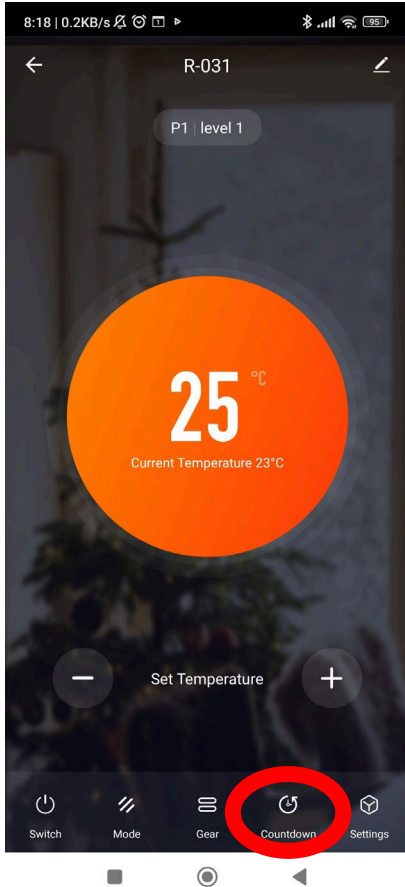 8:18 | 0.2KB/s 1 95
R-031
P1 | level 1
25 °C
Current Temperature 23°C
− Set Temperature +
Switch Mode Gear Countdown Settings